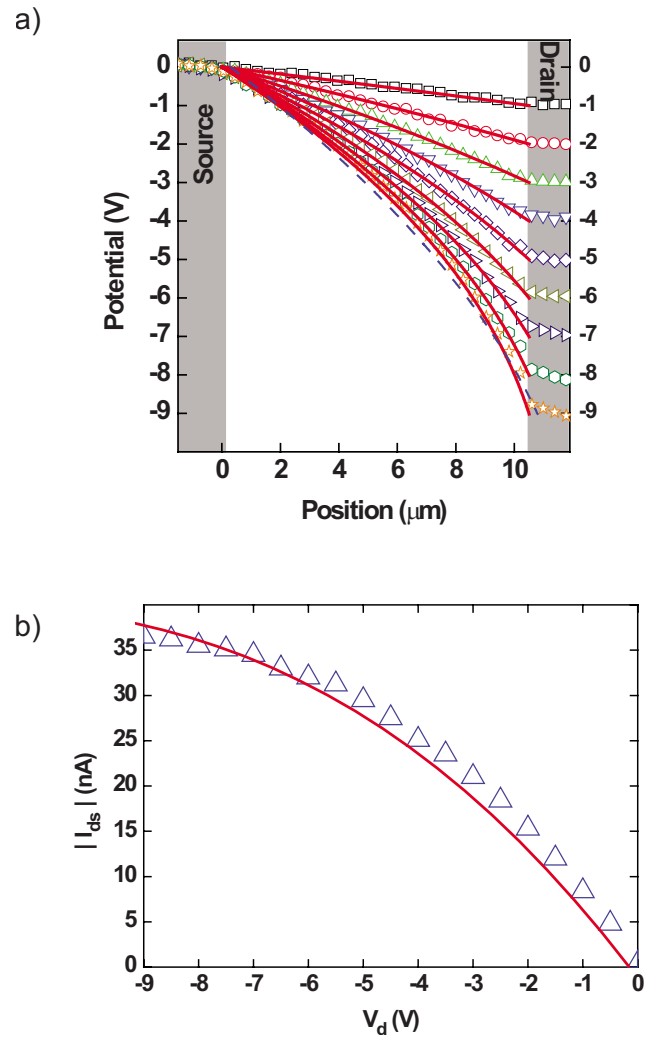 a)
0
-1
-2
-3
-4
-5
-6
-7
-8
-9
Potential (V)
Source
Drain
0
-1
-2
-3
-4
-5
-6
-7
-8
-9
0 2 4 6 8 10
Position (μm)
b)
35
30
25
20
15
10
5
0
| I_ds | (nA)
-9 -8 -7 -6 -5 -4 -3 -2 -1 0
V_d (V)